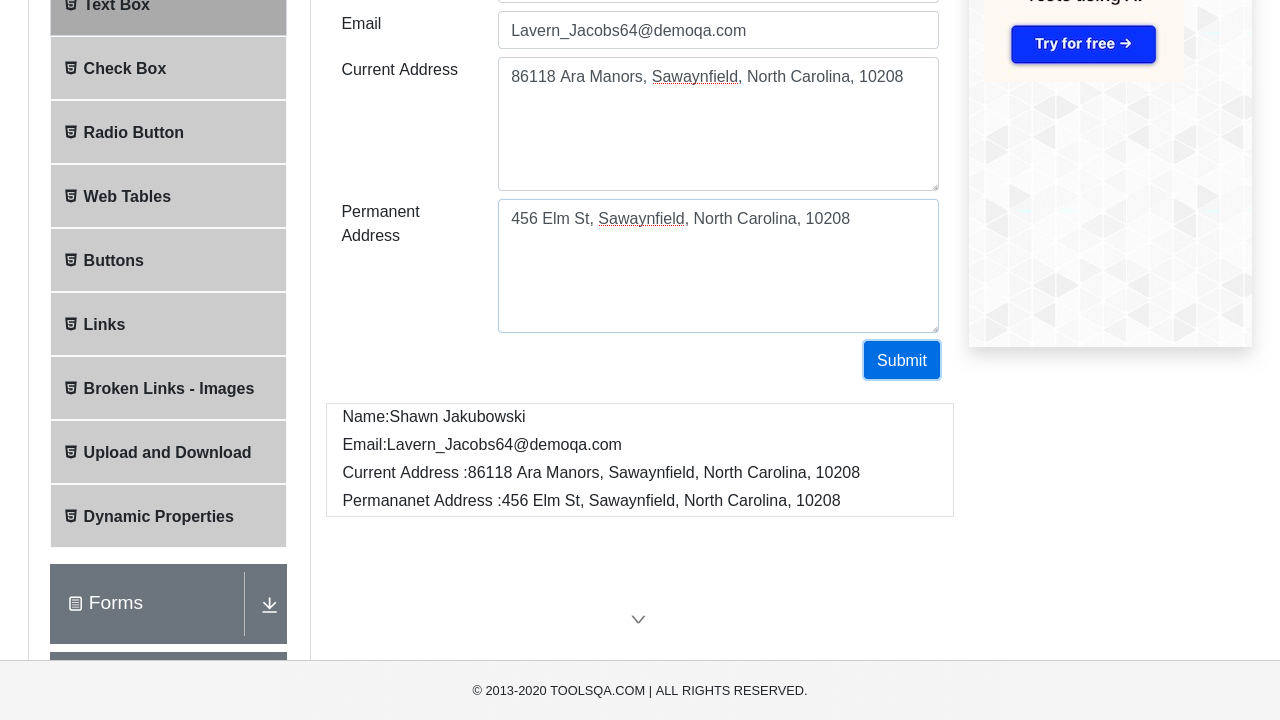 Text Box
Check Box
Radio Button
Web Tables
Buttons
Links
Broken Links - Images
Upload and Download
Dynamic Properties
Forms
Email
Lavern_Jacobs64@demoqa.com
Current Address
86118 Ara Manors, Sawaynfield, North Carolina, 10208
Permanent
Address
456 Elm St, Sawaynfield, North Carolina, 10208
Submit
Name:Shawn Jakubowski
Email:Lavern_Jacobs64@demoqa.com
Current Address :86118 Ara Manors, Sawaynfield, North Carolina, 10208
Permananet Address :456 Elm St, Sawaynfield, North Carolina, 10208
Try for free →
© 2013-2020 TOOLSQA.COM | ALL RIGHTS RESERVED.